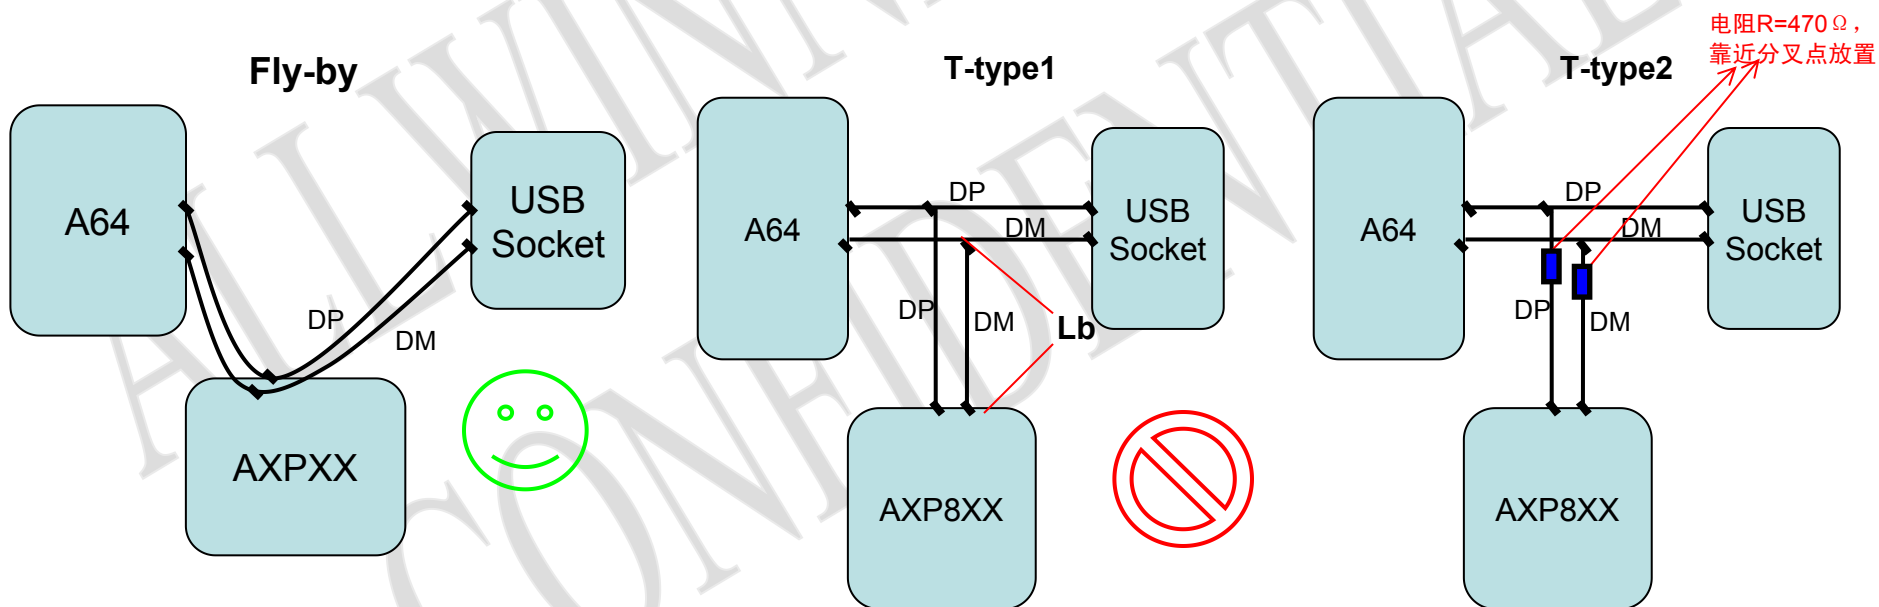 Fly-by
A64
USB
Socket
DP
DM
AXPXX
T-type1
A64
DP
DM
USB
Socket
DP
DM
Lb
AXP8XX
T-type2
电阻R=470Ω，
靠近分叉点放置
A64
DP
DM
USB
Socket
DP
DM
AXP8XX
ALLWINNER
CONFIDENTIAL